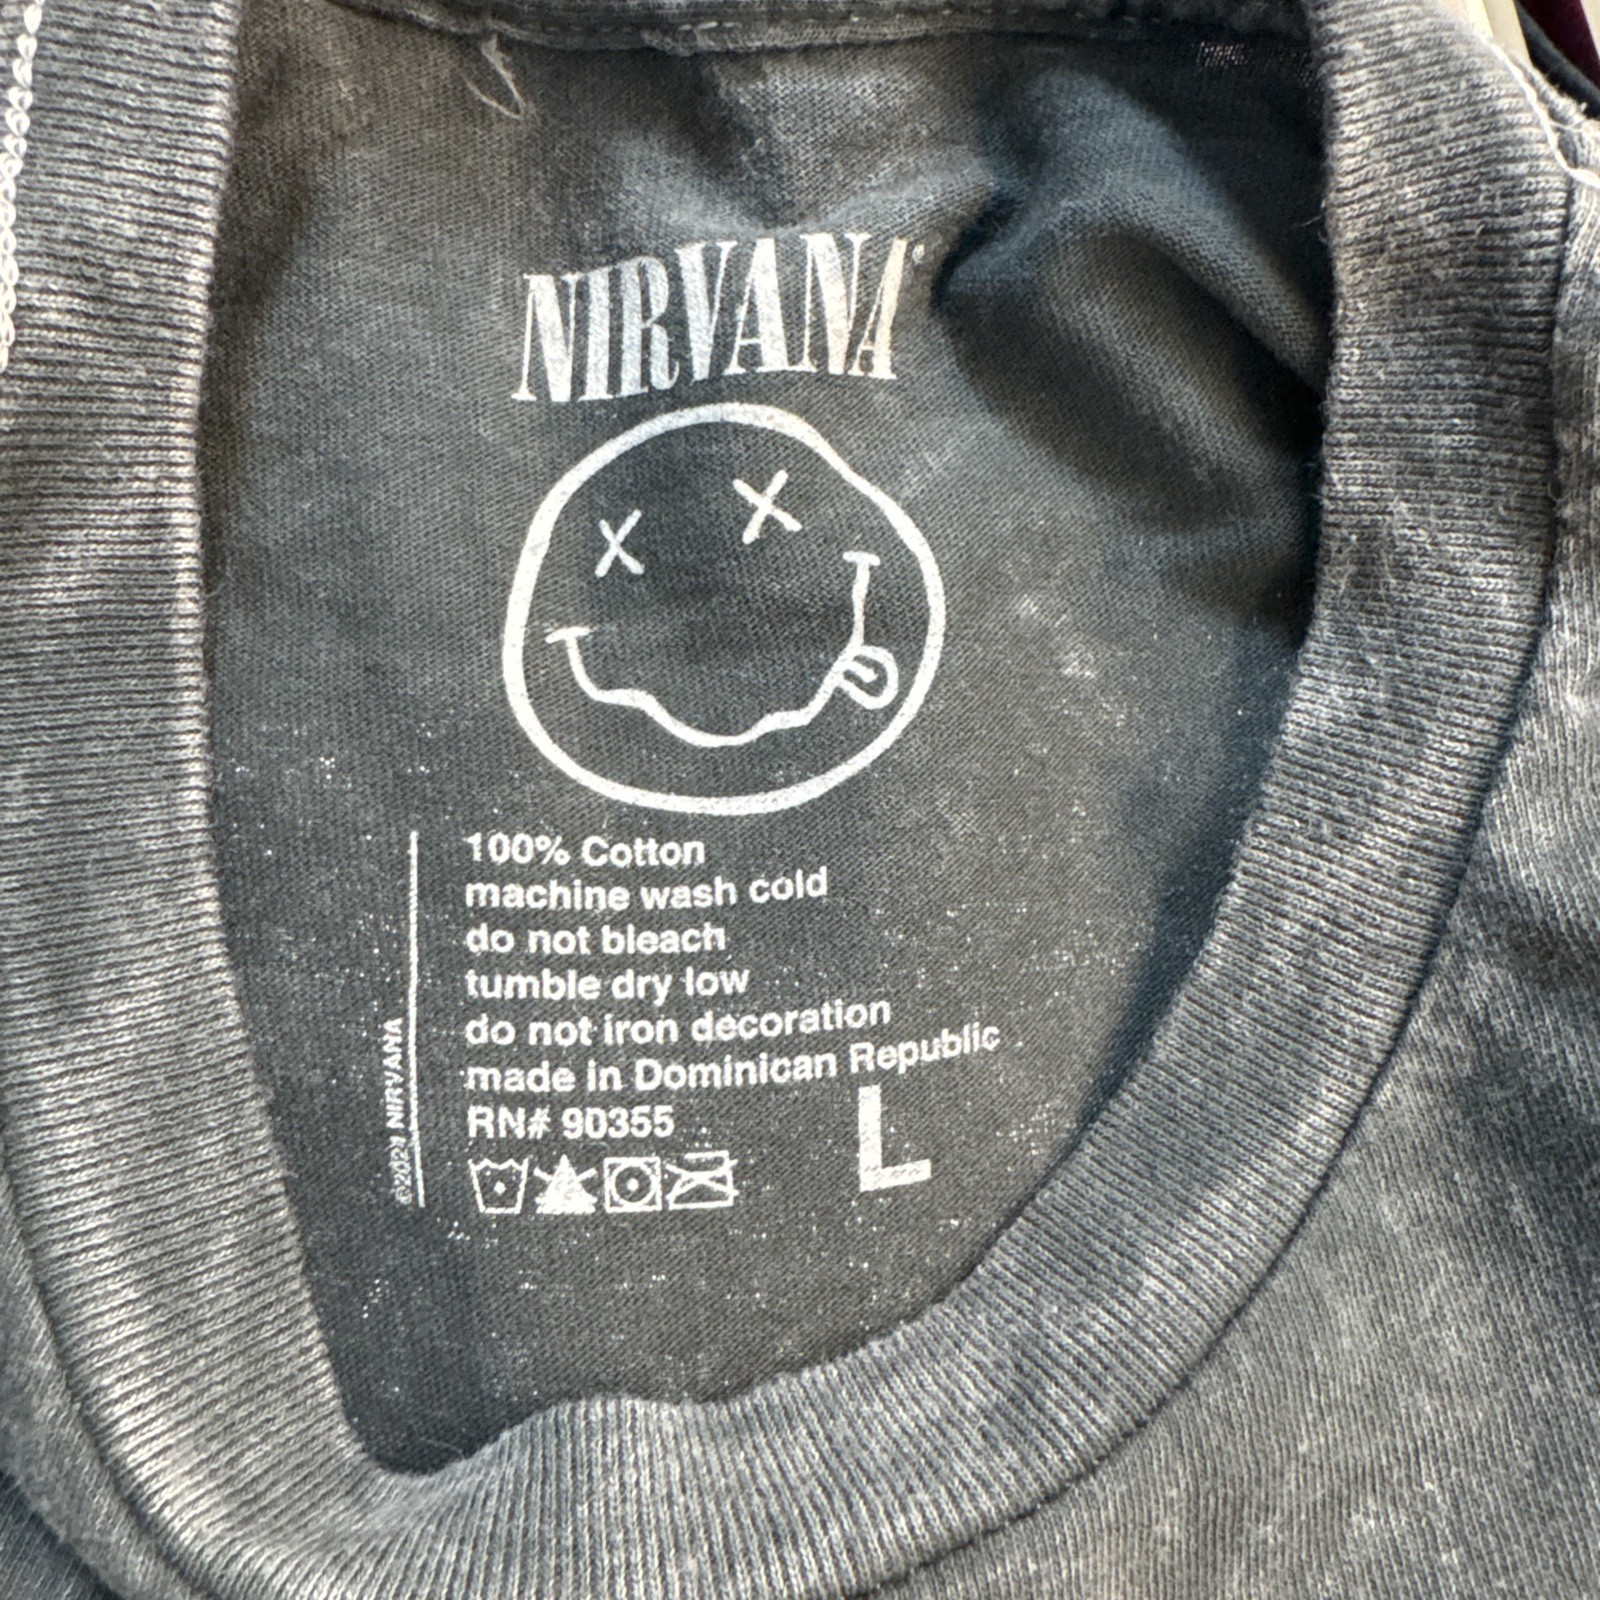 NIRVANA®
100% Cotton
machine wash cold
do not bleach
tumble dry low
do not iron decoration
made in Dominican Republic
RN# 90355
L
©2021 NIRVANA